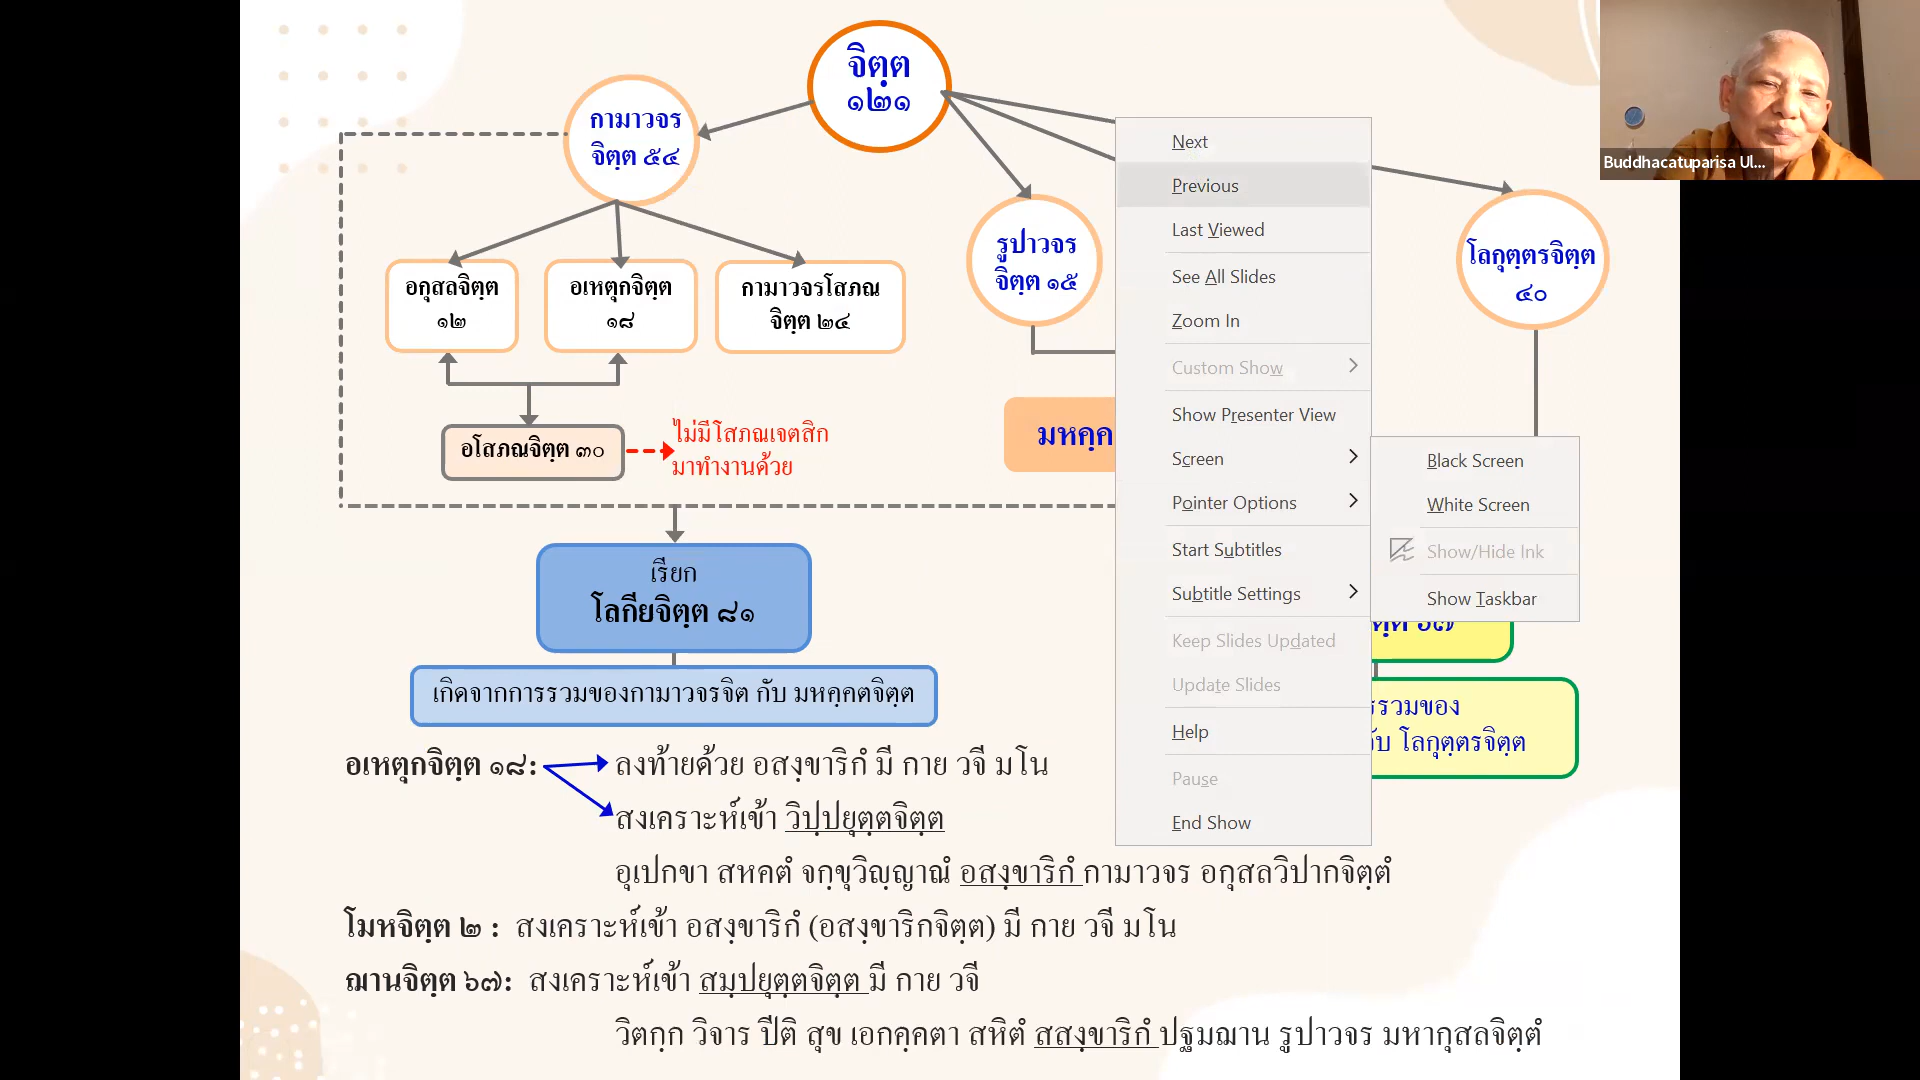 จิตฺต
๑๒๑
กามาวจร
จิตฺต ๕๔
รูปาวจร
จิตฺต ๑๕
โลกุตฺตรจิตฺต
๔๐
อกุสลจิตฺต
๑๒
อเหตุกจิตฺต
๑๘
กามาวจรโสภณ
จิตฺต ๒๔
อโสภณจิตฺต ๓๐
ไม่มีโสภณเจตสิก
มาทำงานด้วย
มหคฺค
เรียก
โลกียจิตฺต ๘๑
เกิดจากการรวมของกามาวจรจิต กับ มหคฺคตจิตฺต
รวมของ
โลกุตฺตรจิตฺต
อเหตุกจิตฺต ๑๘:
ลงท้ายด้วย อสงฺขาริกํ มี กาย วจี มโน
สงเคราะห์เข้า วิปฺปยุตฺตจิตฺต
อุเปกขา สหคตํ จกฺขุวิญฺญาณํ อสงฺขาริกํ กามาวจร อกุสลวิปากจิตฺตํ
โมหจิตฺต ๒ : สงเคราะห์เข้า อสงฺขาริกํ (อสงฺขาริกจิตฺต) มี กาย วจี มโน
ฌานจิตฺต ๖๗: สงเคราะห์เข้า สมฺปยุตฺตจิตฺต มี กาย วจี
วิตกฺก วิจาร ปีติ สุข เอกคฺคตา สหิตํ สสงฺขาริกํ ปฐมฌาน รูปาวจร มหากุสลจิตฺตํ
Next
Previous
Last Viewed
See All Slides
Zoom In
Custom Show
Show Presenter View
Screen
Pointer Options
Start Subtitles
Subtitle Settings
Keep Slides Updated
Update Slides
Help
Pause
End Show
Black Screen
White Screen
Show/Hide Ink
Show Taskbar
Buddhacatuparisa Ul...